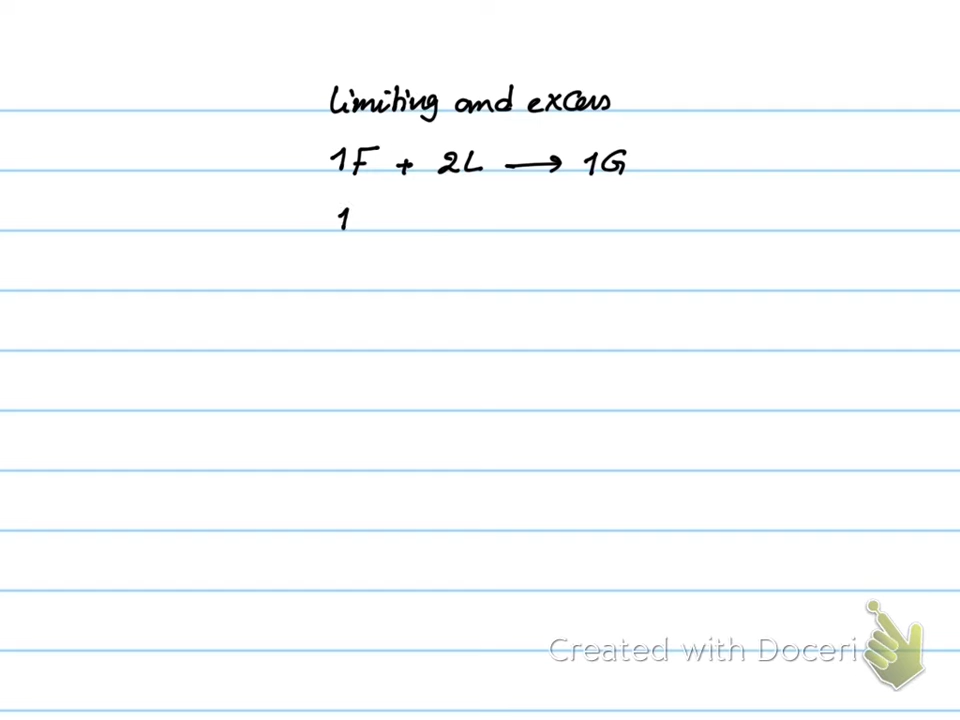 limiting and excess
1F + 2L → 1G
1
Created with Doceri